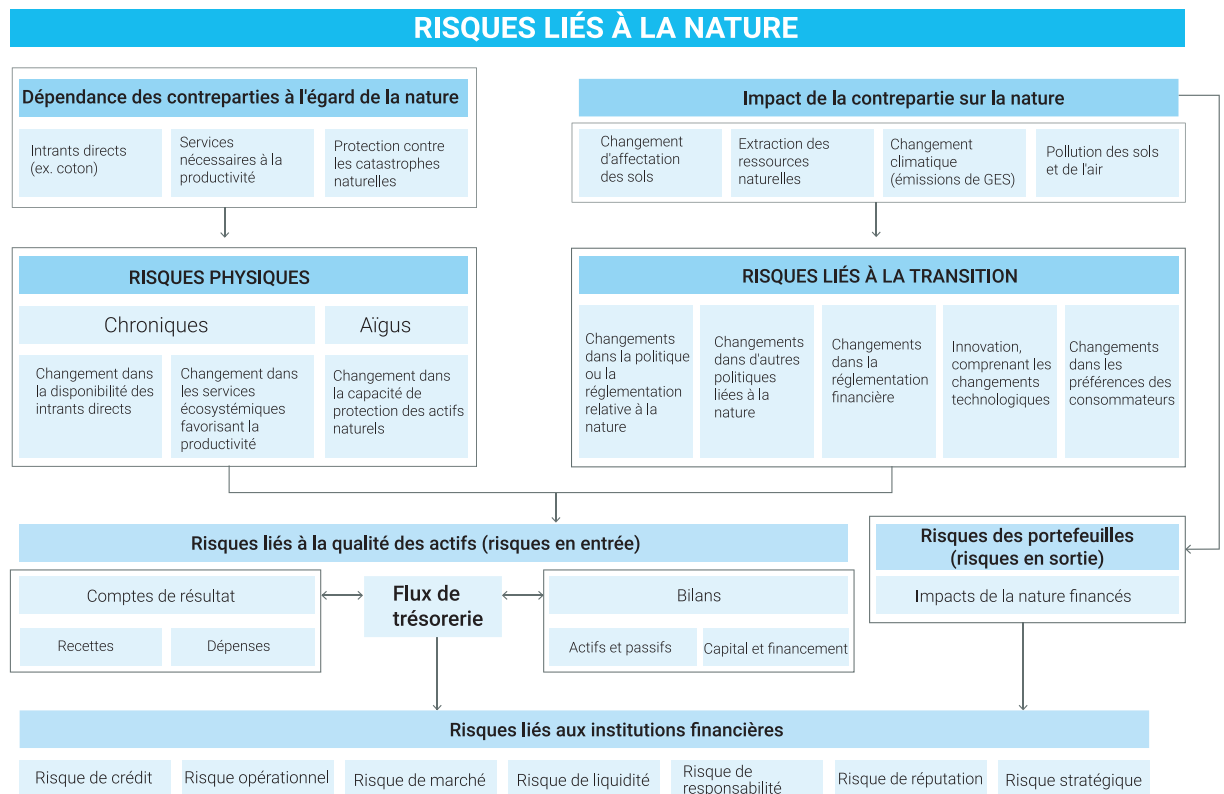 RISQUES LIÉS À LA NATURE
Dépendance des contreparties à l'égard de la nature
Intrants directs
(ex. coton)
Services
nécessaires à la
productivité
Protection contre
les catastrophes
naturelles
Impact de la contrepartie sur la nature
Changement
d'affectation
des sols
Extraction des
ressources
naturelles
Changement
climatique
(émissions de GES)
Pollution des sols
et de l'air
RISQUES PHYSIQUES
Chroniques
Aïgus
Changement dans
la disponibilité des
intrants directs
Changement dans
les services
écosystémiques
favorisant la
productivité
Changement dans
la capacité de
protection des actifs
naturels
RISQUES LIÉS À LA TRANSITION
Changements
dans la politique
ou la
réglementation
relative à la
nature
Changements
dans d'autres
politiques
liées à la
nature
Changements
dans la
réglementation
financière
Innovation,
comprenant les
changements
technologiques
Changements
dans les
préférences des
consommateurs
Risques liés à la qualité des actifs (risques en entrée)
Comptes de résultat
Recettes
Dépenses
Flux de
trésorerie
Bilans
Actifs et passifs
Capital et financement
Risques des portefeuilles
(risques en sortie)
Impacts de la nature financés
Risques liés aux institutions financières
Risque de crédit
Risque opérationnel
Risque de marché
Risque de liquidité
Risque de
responsabilité
Risque de réputation
Risque stratégique